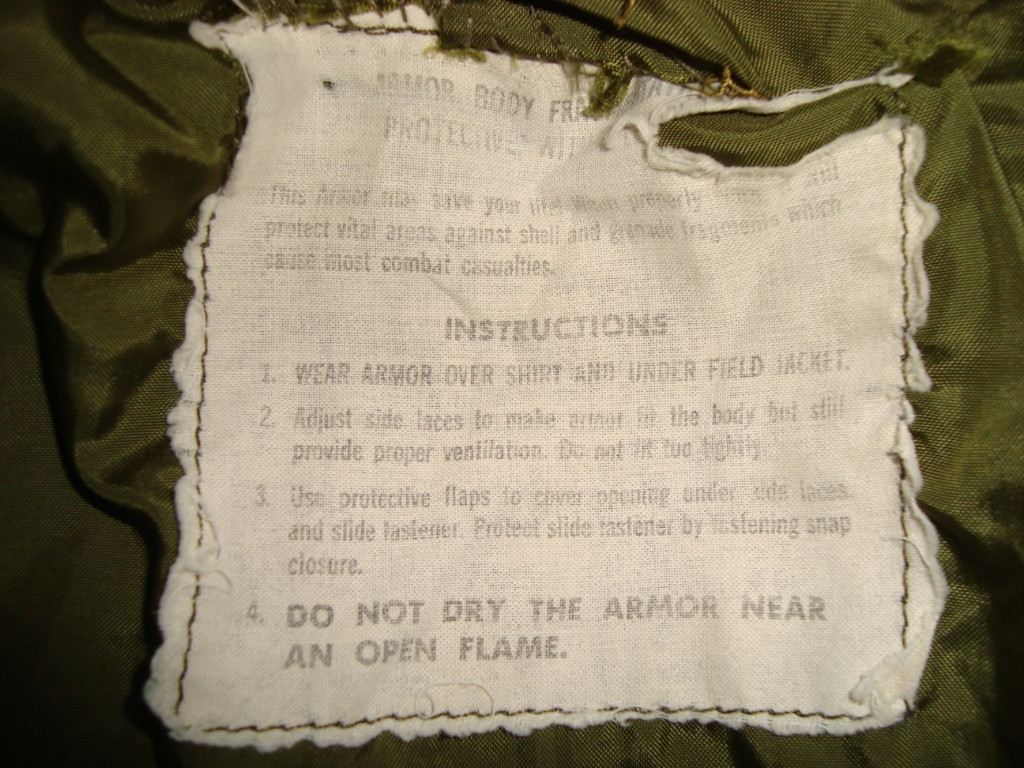 ARMOR BODY
PROTECTIVE,
This Armor may save your life! When properly will
protect vital areas against shell and grenade fragments which
cause most combat casualties.
INSTRUCTIONS
1. WEAR ARMOR OVER SHIRT AND UNDER FIELD JACKET.
2. Adjust side laces to make armor fit the body but still
provide proper ventilation. Do not fit too tightly.
3. Use protective flaps to cover opening under side laces
and slide fastener. Protect slide fastener by fastening snap
closure.
4. DO NOT DRY THE ARMOR NEAR
AN OPEN FLAME.